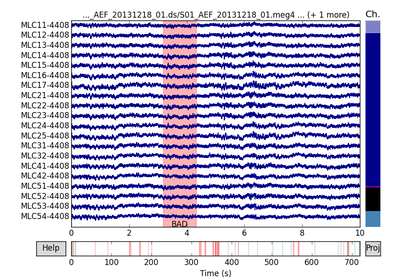 ..._AEF_20131218_01.ds/S01_AEF_20131218_01.meg4 ... (+ 1 more)
Ch.
MLC11-4408
MLC12-4408
MLC13-4408
MLC14-4408
MLC15-4408
MLC16-4408
MLC17-4408
MLC21-4408
MLC22-4408
MLC23-4408
MLC24-4408
MLC25-4408
MLC31-4408
MLC32-4408
MLC41-4408
MLC42-4408
MLC51-4408
MLC52-4408
MLC53-4408
MLC54-4408
BAD
0 2 4 6 8 10
Help
Proj
100 200 300 400 500 600 700
Time (s)